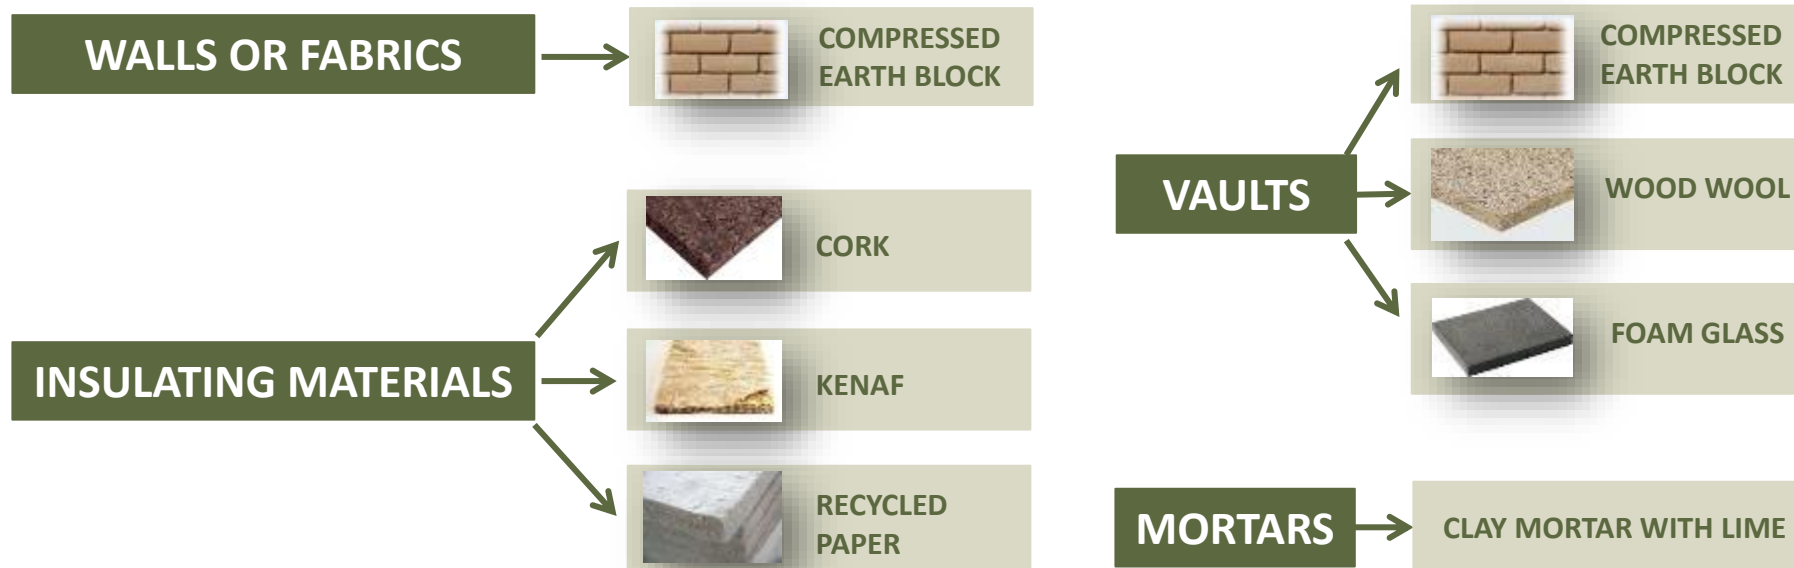 WALLS OR FABRICS
COMPRESSED
EARTH BLOCK
INSULATING MATERIALS
CORK
KENAF
RECYCLED
PAPER
VAULTS
COMPRESSED
EARTH BLOCK
WOOD WOOL
FOAM GLASS
MORTARS
CLAY MORTAR WITH LIME